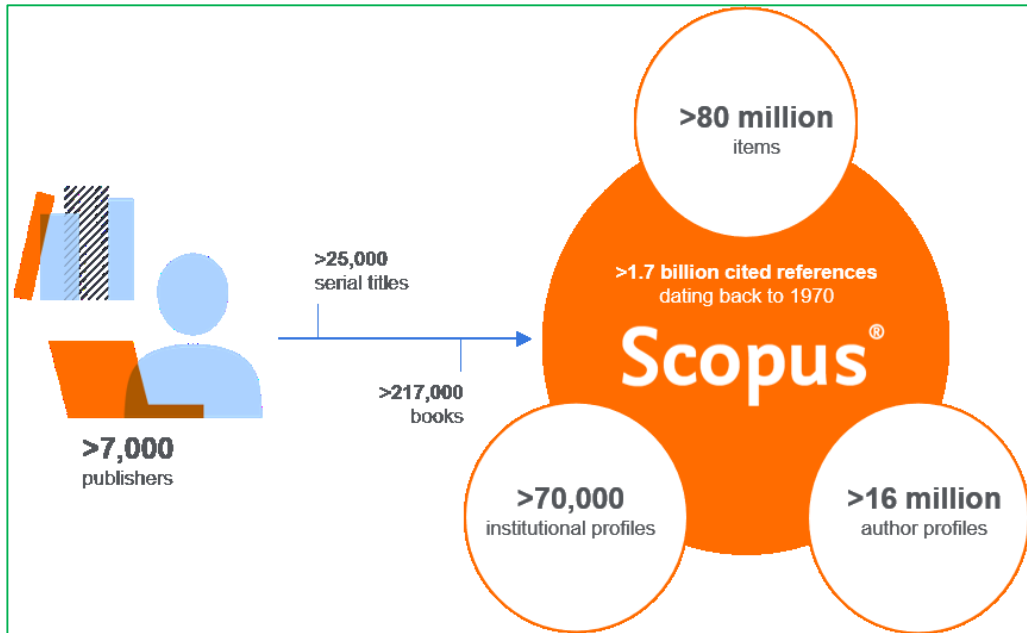 >7,000
publishers
>25,000
serial titles
>217,000
books
>80 million
items
>1.7 billion cited references
dating back to 1970
Scopus®
>70,000
institutional profiles
>16 million
author profiles